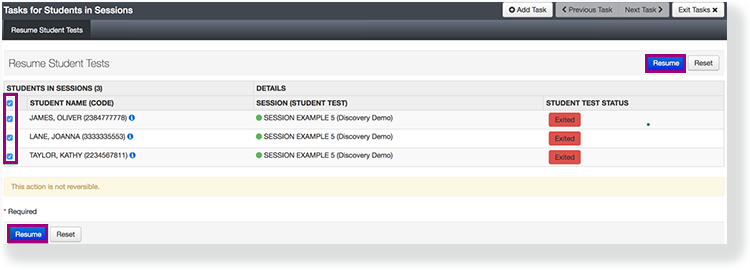 Tasks for Students in Sessions
Add Task
Previous Task
Next Task
Exit Tasks
Resume Student Tests
Resume Student Tests
Resume
Reset
STUDENTS IN SESSIONS (3) DETAILS
STUDENT NAME (CODE) SESSION (STUDENT TEST) STUDENT TEST STATUS
JAMES, OLIVER (2384777778) SESSION EXAMPLE 5 (Discovery Demo) Exited
LANE, JOANNA (3333335553) SESSION EXAMPLE 5 (Discovery Demo) Exited
TAYLOR, KATHY (2234567811) SESSION EXAMPLE 5 (Discovery Demo) Exited
This action is not reversible.
* Required
Resume
Reset